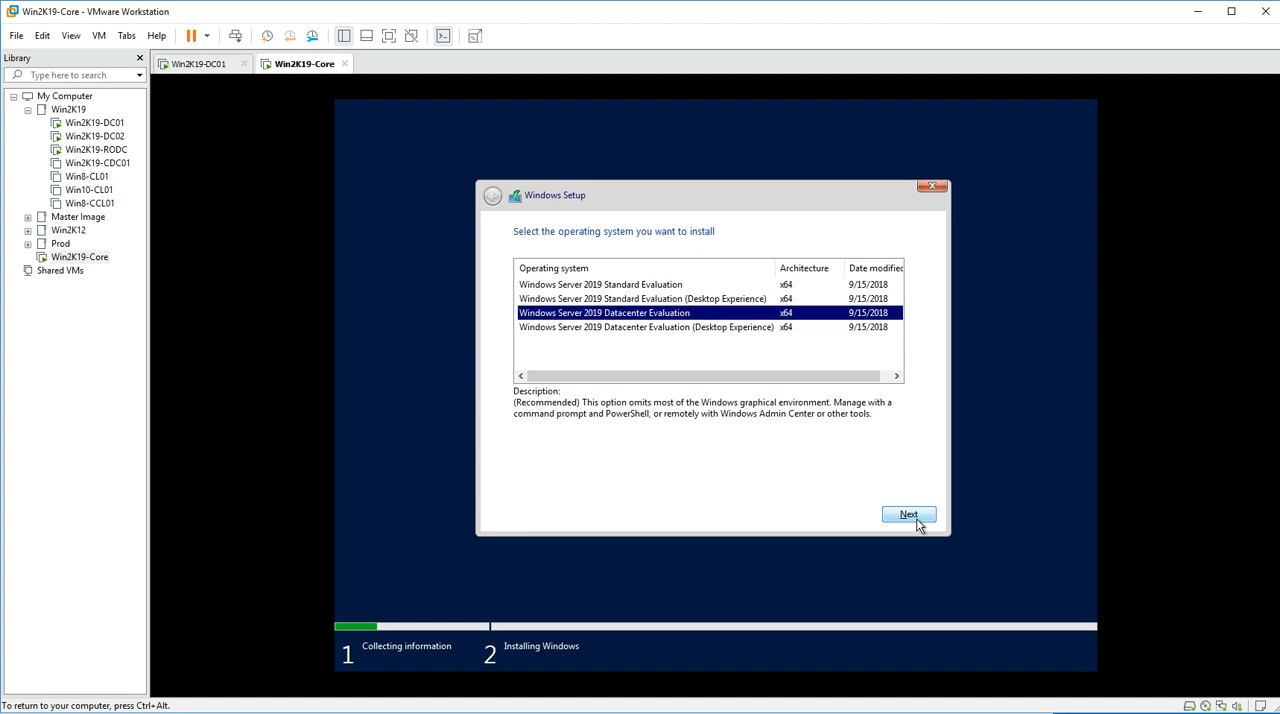 Win2K19-Core - VMware Workstation
File Edit View VM Tabs Help
Library
Type here to search
Win2K19-DC01
Win2K19-Core
My Computer
Win2K19
Win2K19-DC01
Win2K19-DC02
Win2K19-RODC
Win2K19-CDC01
Win8-CL01
Win10-CL01
Win8-CCL01
Master Image
Win2K12
Prod
Win2K19-Core
Shared VMs
Windows Setup
Select the operating system you want to install
Operating system Architecture Date modified
Windows Server 2019 Standard Evaluation x64 9/15/2018
Windows Server 2019 Standard Evaluation (Desktop Experience) x64 9/15/2018
Windows Server 2019 Datacenter Evaluation x64 9/15/2018
Windows Server 2019 Datacenter Evaluation (Desktop Experience) x64 9/15/2018
Description:
(Recommended) This option omits most of the Windows graphical environment. Manage with a
command prompt and PowerShell, or remotely with Windows Admin Center or other tools.
Next
1 Collecting information 2 Installing Windows
To return to your computer, press Ctrl+Alt.